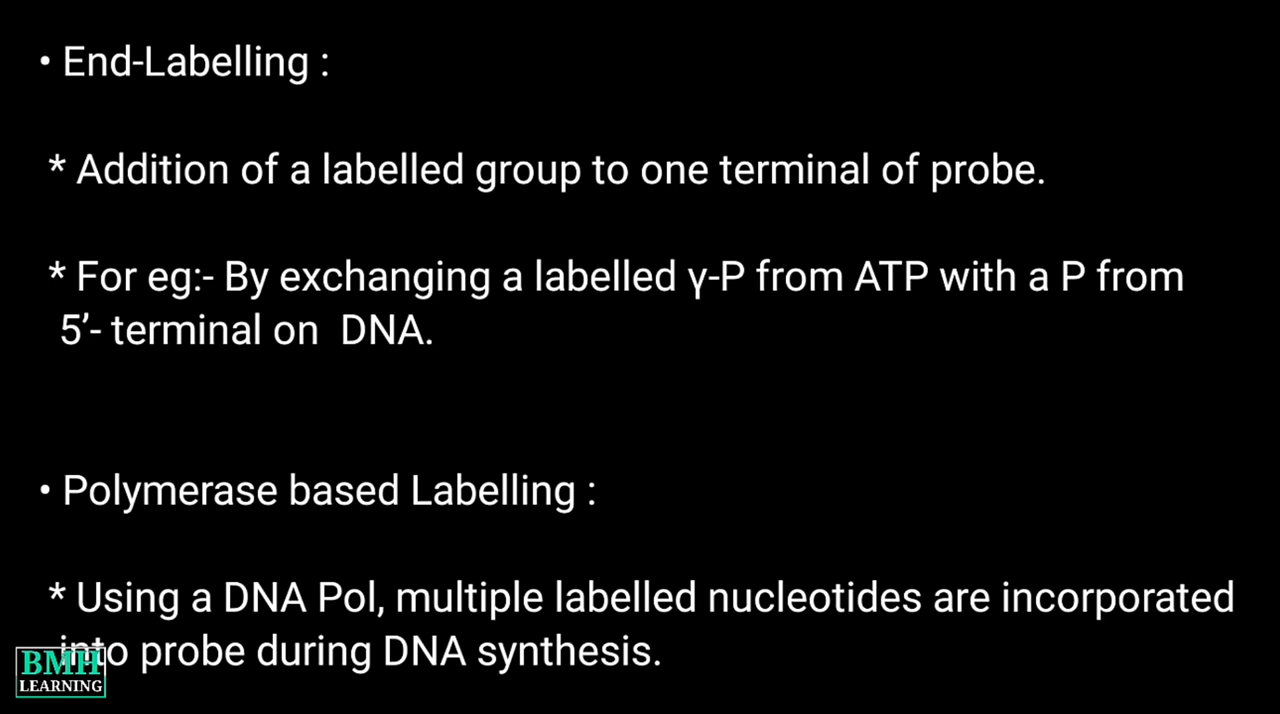 • End-Labelling :
* Addition of a labelled group to one terminal of probe.
* For eg:- By exchanging a labelled γ-P from ATP with a P from
5’- terminal on DNA.
• Polymerase based Labelling :
* Using a DNA Pol, multiple labelled nucleotides are incorporated
into probe during DNA synthesis.
BMH
LEARNING